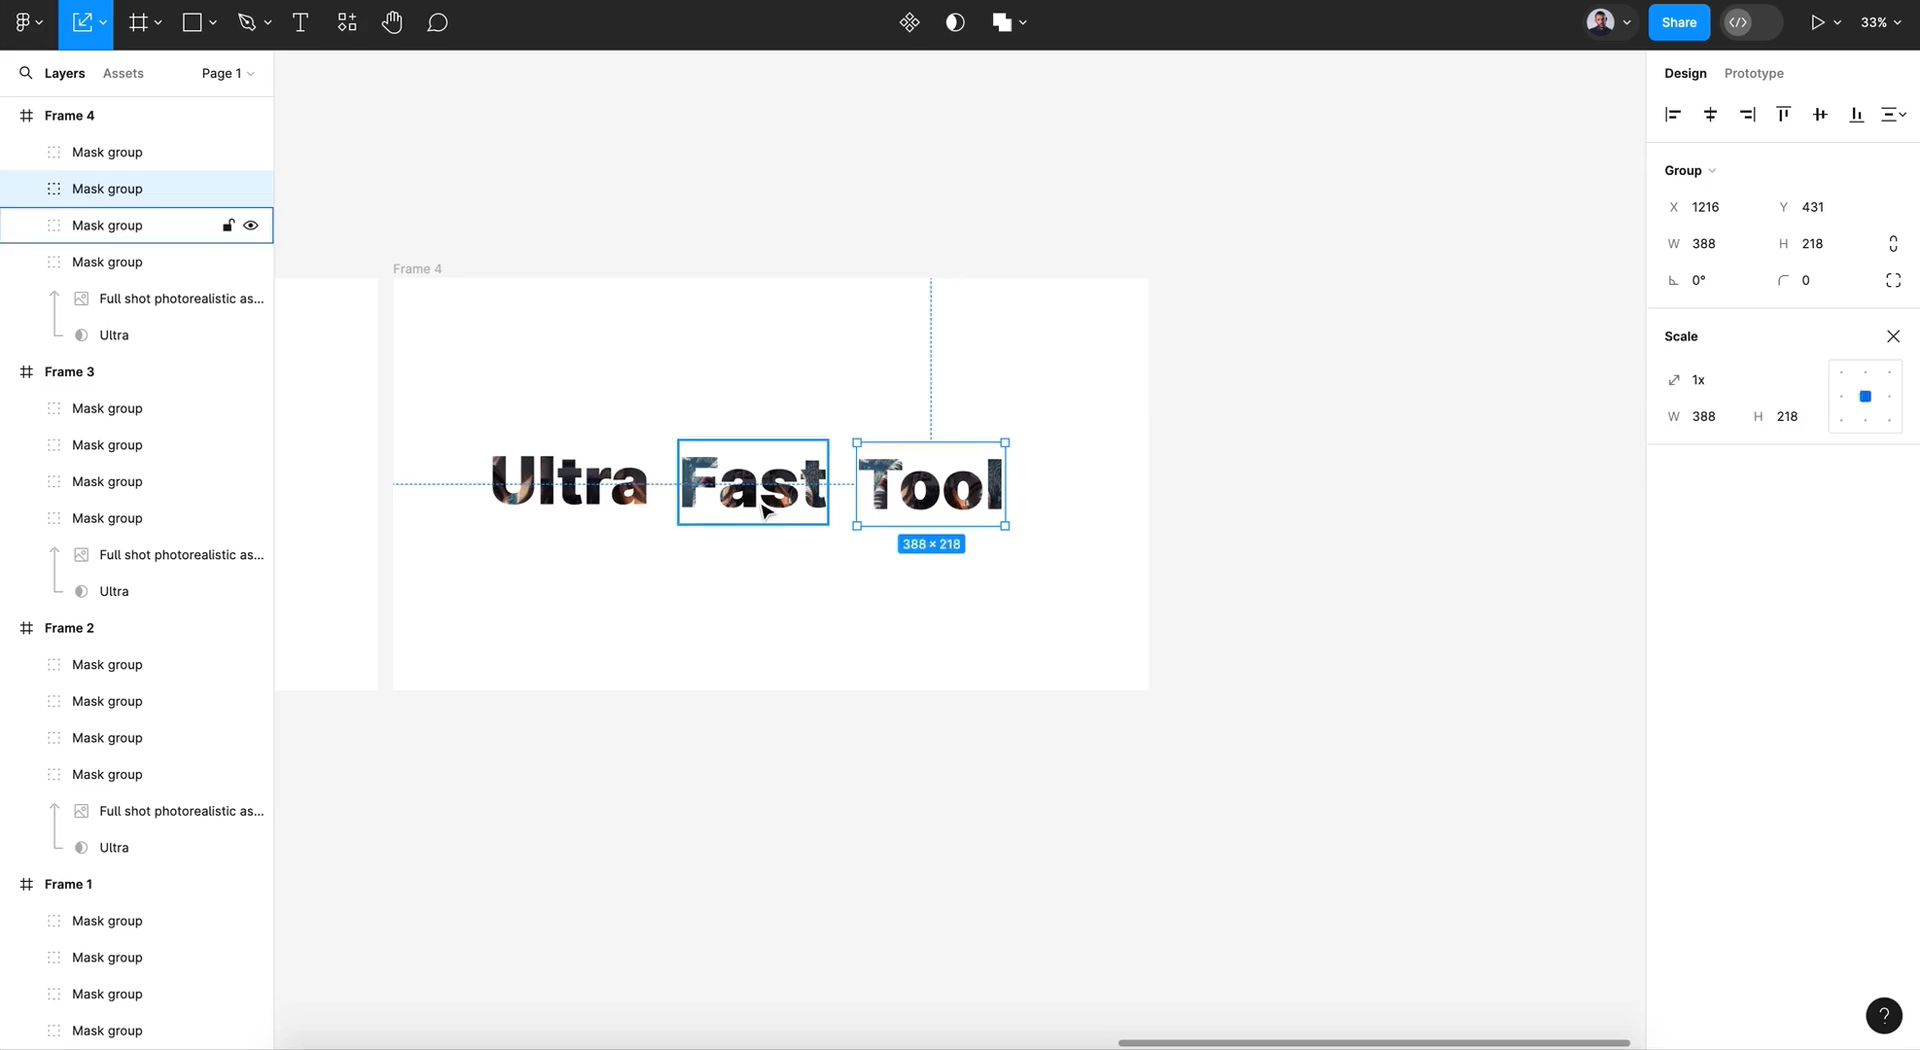 Share
33%
Layers
Assets
Page 1
Frame 4
Mask group
Mask group
Mask group
Mask group
Full shot photorealistic as...
Ultra
Frame 3
Mask group
Mask group
Mask group
Mask group
Full shot photorealistic as...
Ultra
Frame 2
Mask group
Mask group
Mask group
Mask group
Full shot photorealistic as...
Ultra
Frame 1
Mask group
Mask group
Mask group
Mask group
Frame 4
Ultra Fast Tool
388 × 218
Design
Prototype
Group
X 1216 Y 431
W 388 H 218
0° 0
Scale
1x
W 388 H 218
?